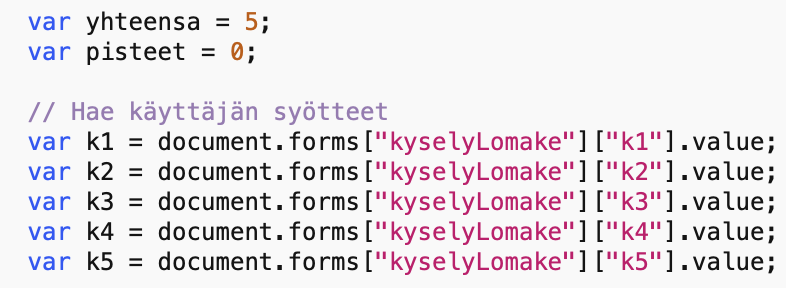 var yhteensa = 5;
var pisteet = 0;
// Hae käyttäjän syötteet
var k1 = document.forms["kyselyLomake"]["k1"].value;
var k2 = document.forms["kyselyLomake"]["k2"].value;
var k3 = document.forms["kyselyLomake"]["k3"].value;
var k4 = document.forms["kyselyLomake"]["k4"].value;
var k5 = document.forms["kyselyLomake"]["k5"].value;